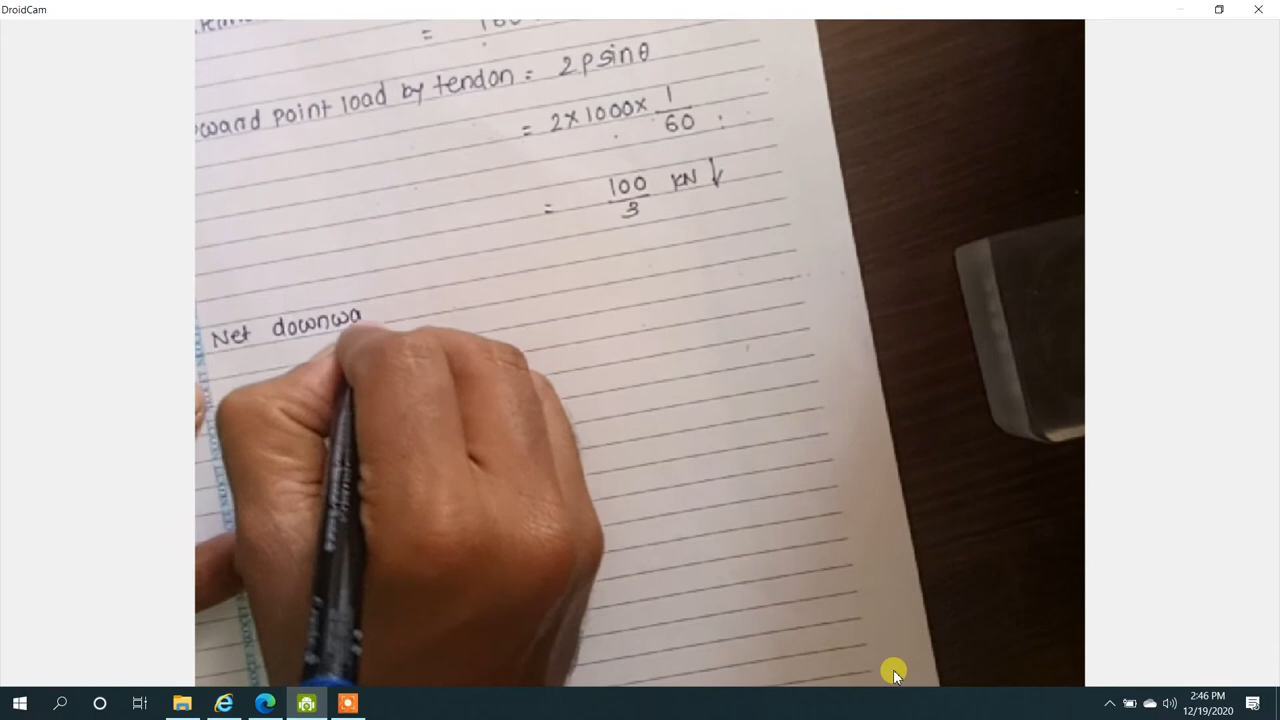 DroidCam
=
ward point load by tendon = 2Psinθ
= 2×1000× 1/60
= 100/3 KN ↓
Net downwa
2:46 PM
12/19/2020